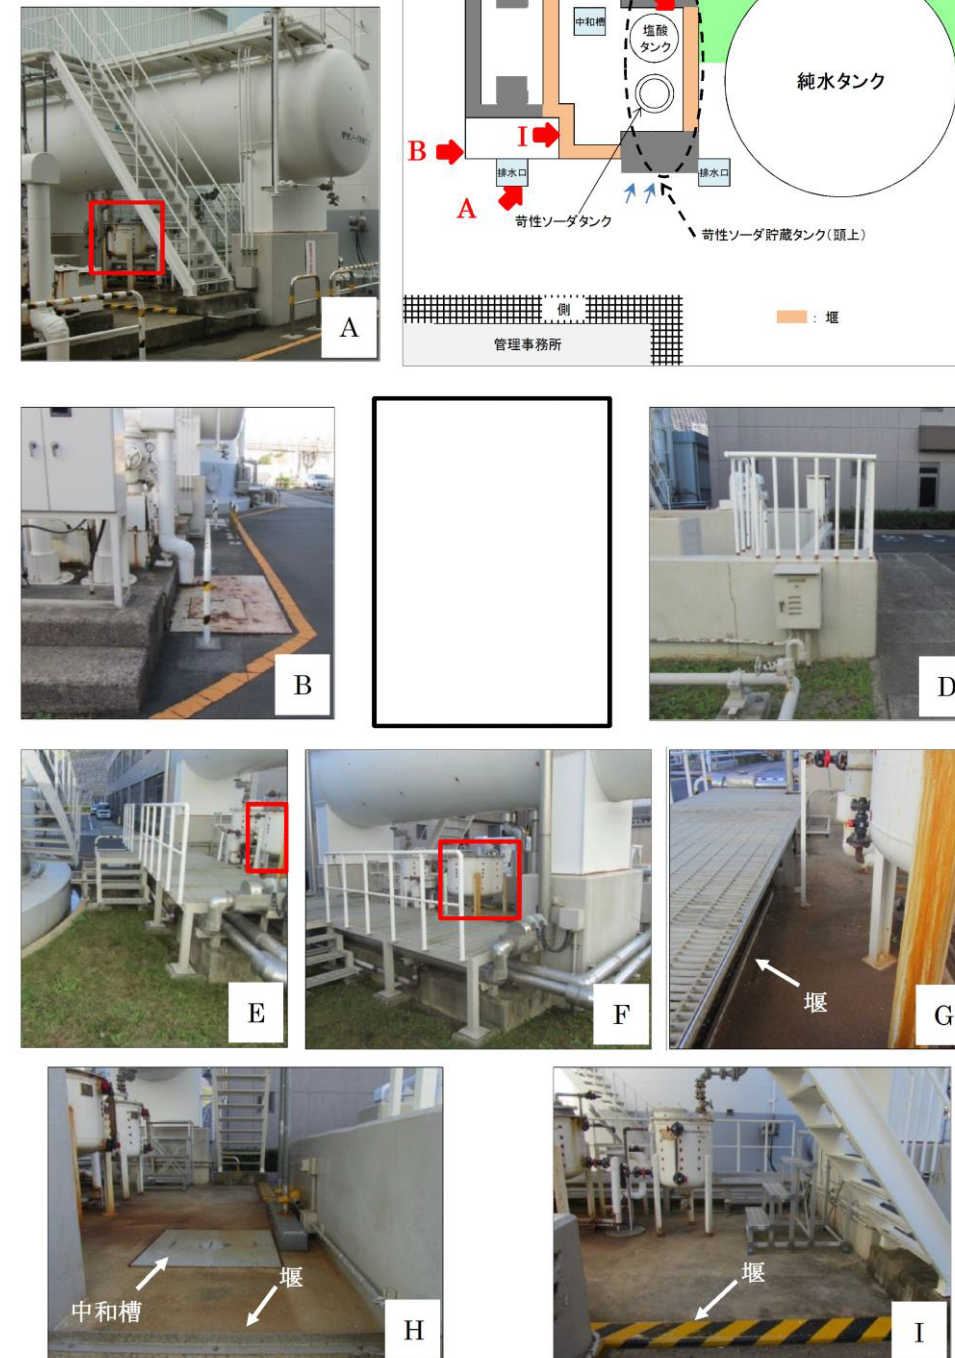 中和槽
塩酸
タンク
純水タンク
B
I
排水口
排水口
A
苛性ソーダタンク
苛性ソーダ貯蔵タンク(頭上)
側
: 堰
管理事務所
A
B
D
E
F
堰
G
中和槽
堰
H
堰
I